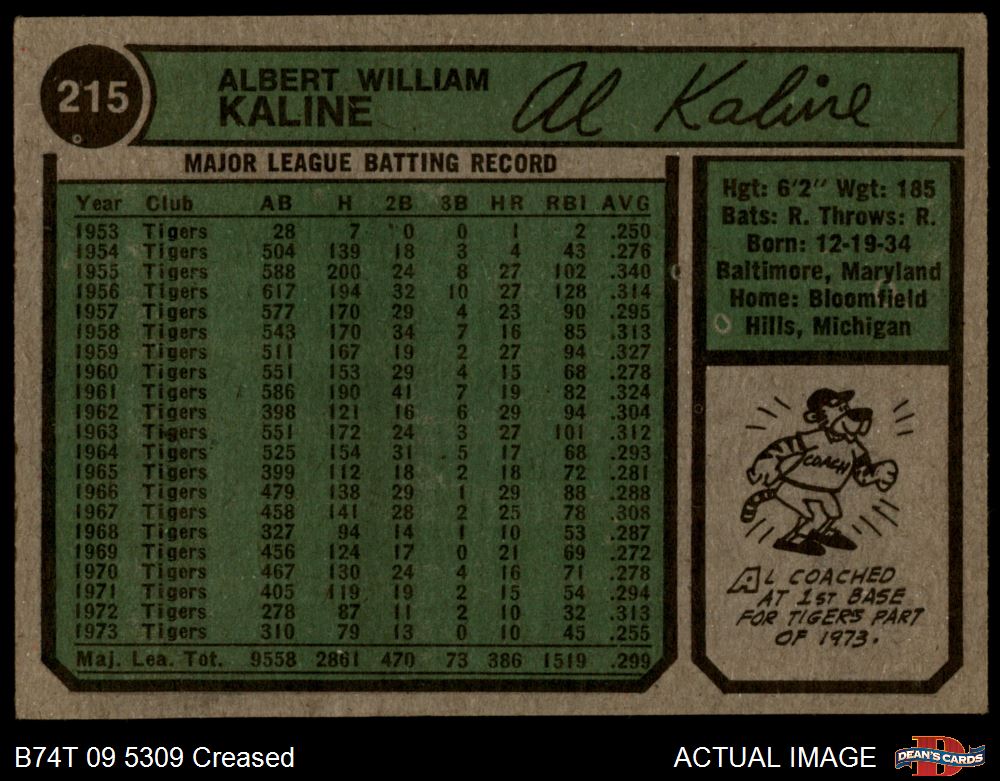 215
ALBERT WILLIAM
KALINE
Al Kaline
MAJOR LEAGUE BATTING RECORD
Year Club AB H 2B 3B HR RBI AVG
1953 Tigers 28 7 0 0 1 2 .250
1954 Tigers 504 139 18 3 4 43 .276
1955 Tigers 588 200 24 8 27 102 .340
1956 Tigers 617 194 32 10 27 128 .314
1957 Tigers 577 170 29 4 23 90 .295
1958 Tigers 543 170 34 7 16 85 .313
1959 Tigers 511 167 19 2 27 94 .327
1960 Tigers 551 153 29 4 15 68 .278
1961 Tigers 586 190 41 7 19 82 .324
1962 Tigers 398 121 16 6 29 94 .304
1963 Tigers 551 172 24 3 27 101 .312
1964 Tigers 525 154 31 5 17 68 .293
1965 Tigers 399 112 18 2 18 72 .281
1966 Tigers 479 138 29 1 29 88 .288
1967 Tigers 458 141 28 2 25 78 .308
1968 Tigers 327 94 14 1 10 53 .287
1969 Tigers 456 124 17 0 21 69 .272
1970 Tigers 467 130 24 4 16 71 .278
1971 Tigers 405 119 19 2 15 54 .294
1972 Tigers 278 87 11 2 10 32 .313
1973 Tigers 310 79 13 0 10 45 .255
Maj. Lea. Tot. 9558 2861 470 73 386 1519 .299
Hgt: 6'2" Wgt: 185
Bats: R. Throws: R.
Born: 12-19-34
Baltimore, Maryland
Home: Bloomfield
Hills, Michigan
COACH
AL COACHED
AT 1ST BASE
FOR TIGERS PART
OF 1973.
B74T 09 5309 Creased
ACTUAL IMAGE
D
DEAN'S CARDS